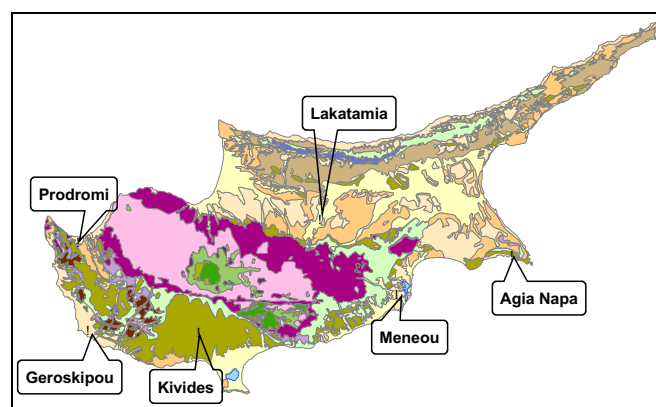 Lakatamia
Prodromi
Agia Napa
Meneou
Geroskipou
Kivides